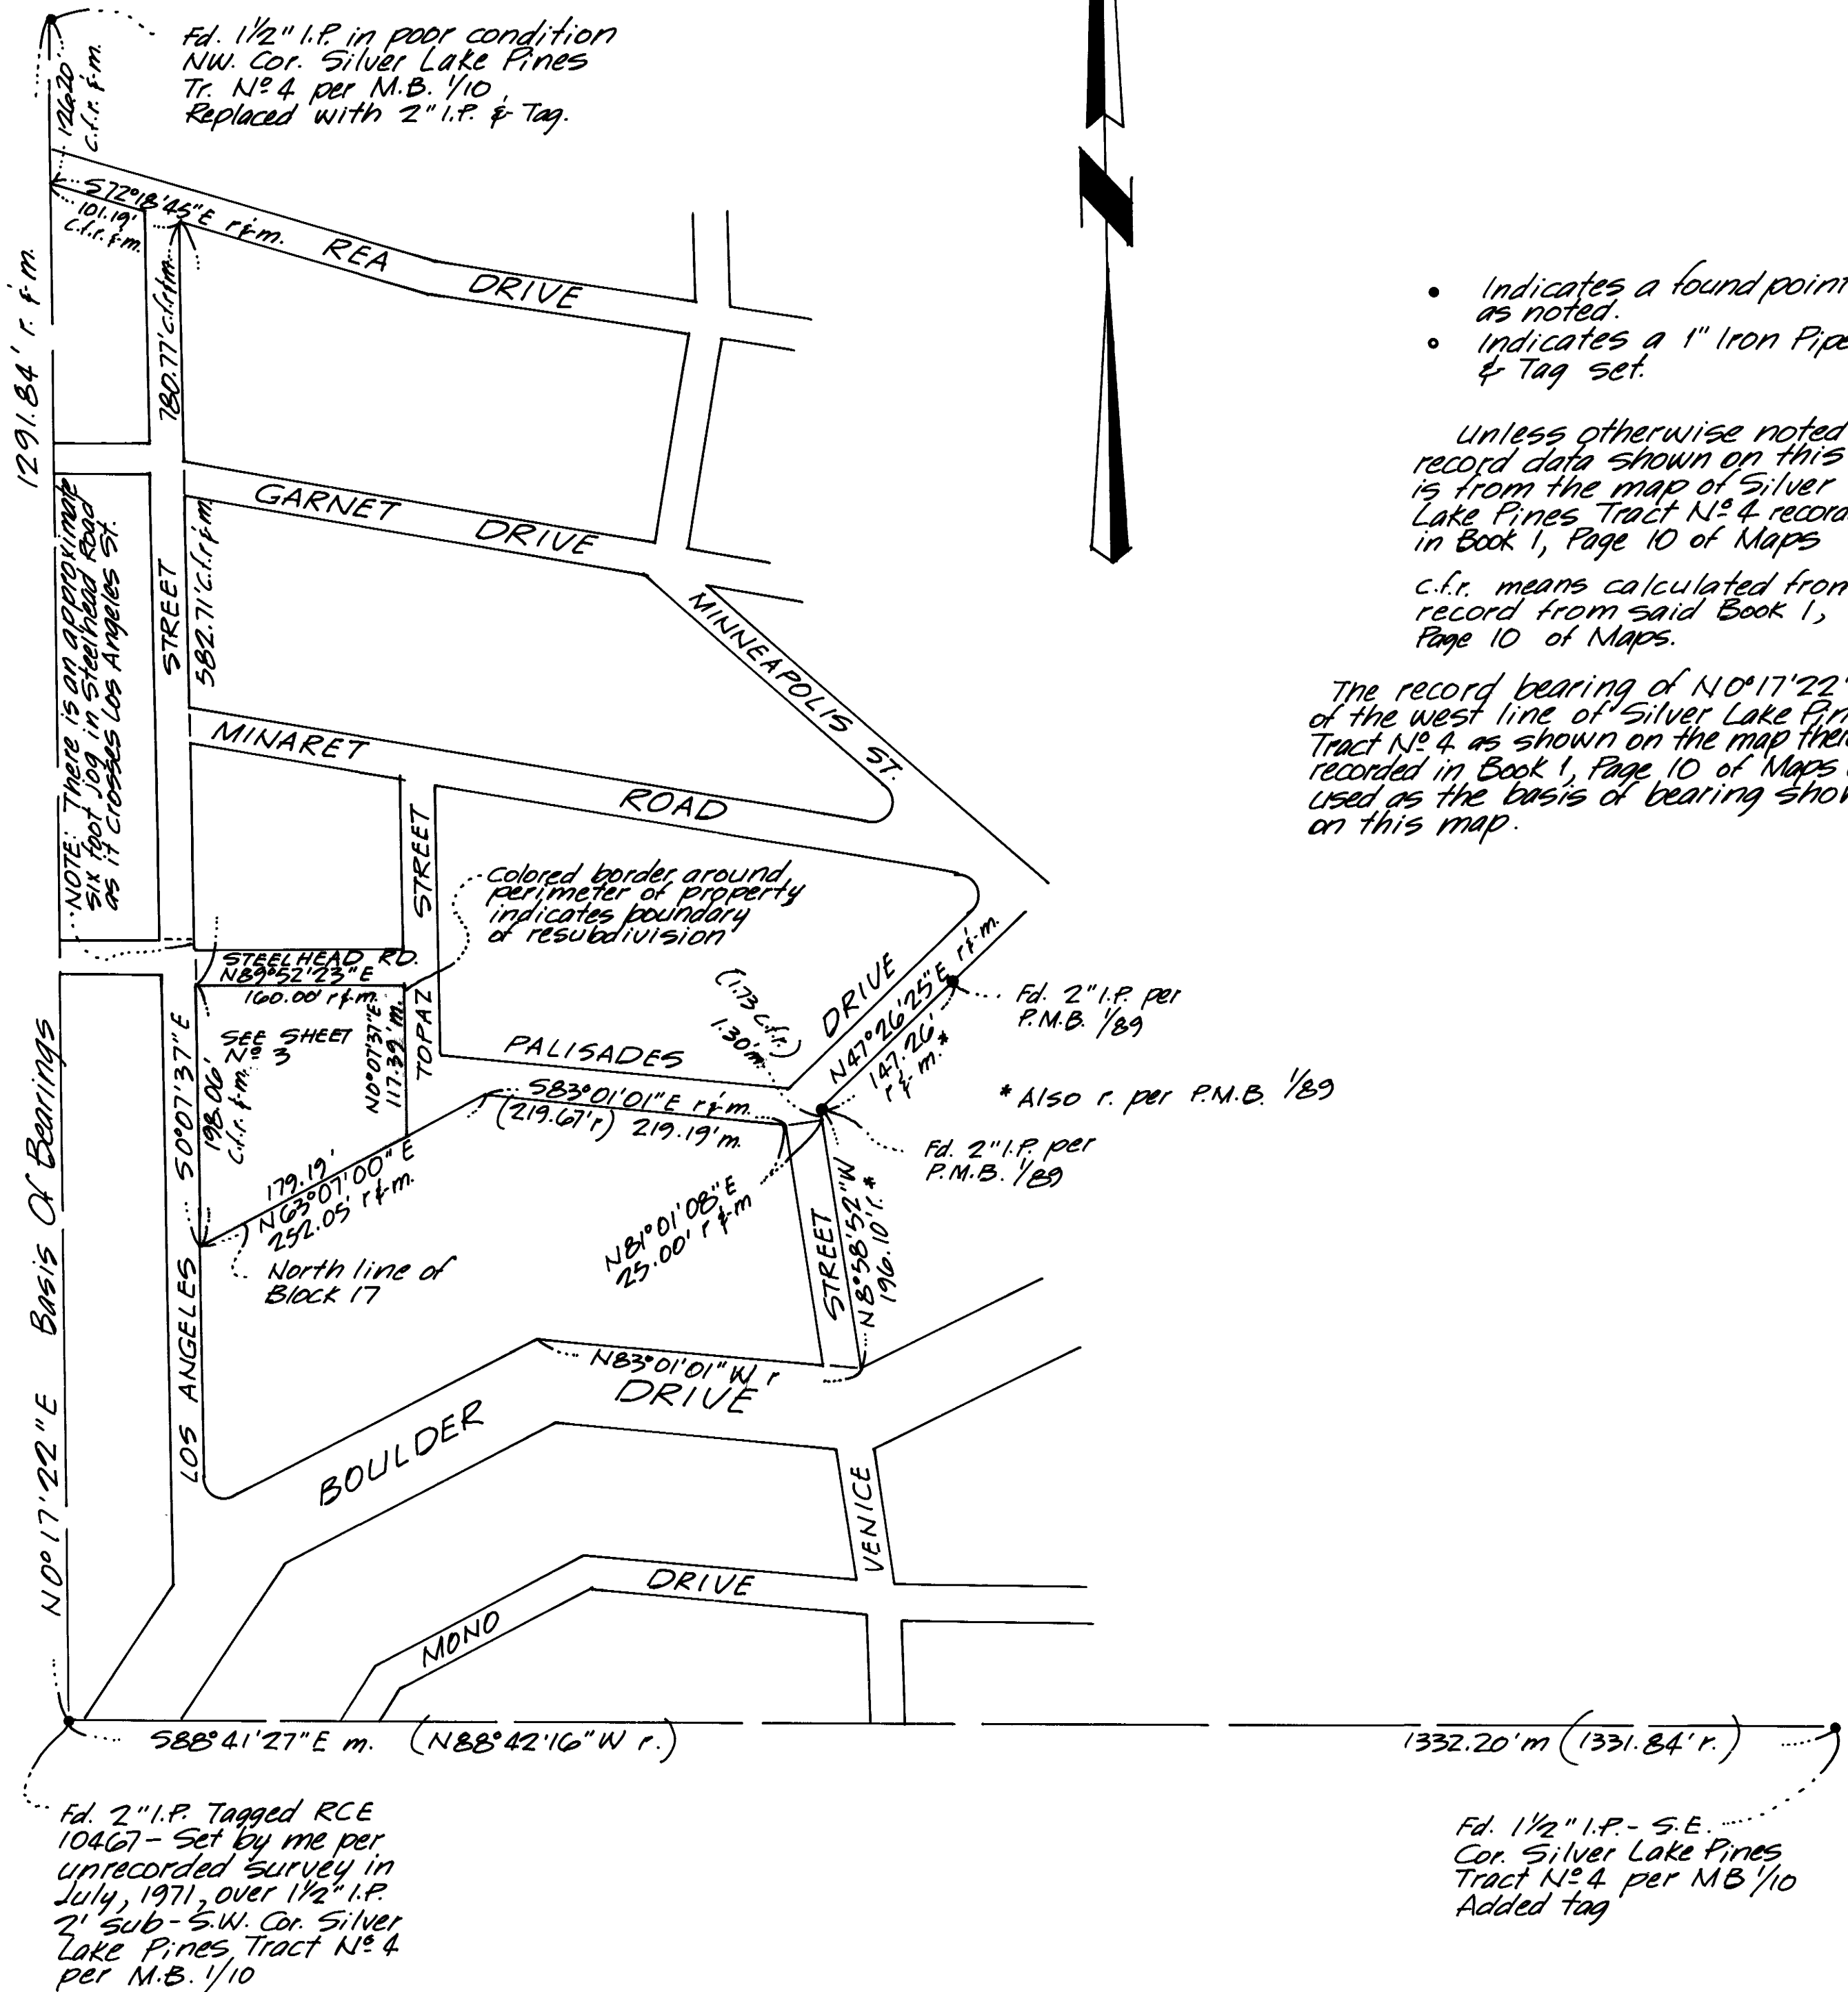 Fd. 1½" I.P. in poor condition
NW. Cor. Silver Lake Pines
Tr. Nº 4 per M.B. 1/10
Replaced with 2" I.P. & Tag.
126.20'
c.f.r. & m.
S72°18'45"E r & m.
101.19'
c.f.r. & m.
REA
DRIVE
1291.84' r. & m.
780.77' c.f.r. & m.
N
• Indicates a found point
as noted.
∘ Indicates a 1" Iron Pipe
& Tag set.
Unless otherwise noted
record data shown on this
is from the map of Silver
Lake Pines Tract Nº 4 record
in Book 1, Page 10 of Maps
c.f.r. means calculated from
record from said Book 1,
Page 10 of Maps.
The record bearing of N0°17'22"
of the west line of Silver Lake Pin
Tract Nº 4 as shown on the map ther
recorded in Book 1, Page 10 of Maps
used as the basis of bearing show
on this map.
GARNET DRIVE
582.71' c.f.r. & m.
STREET
NOTE: There is an approximate
six foot jog in Steelhead Road
as it crosses Los Angeles St.
MINNEAPOLIS ST.
MINARET
ROAD
STREET
Colored border around
perimeter of property
indicates boundary
of resubdivision
STEELHEAD RD.
N89°52'23"E
160.00' r & m.
SEE SHEET
Nº 3
N0°07'37"E
117.39' m.
TOPAZ
S0°07'37"E
198.06'
c.f.r. & m.
PALISADES
DRIVE
(1.73 c.f.r.)
1.30' m.
N47°26'25"E r & m.
147.26'
r & m. *
Fd. 2" I.P. per
P.M.B. 1/89
* Also r. per P.M.B. 1/89
S83°01'01"E r & m.
(219.67' r) 219.19' m.
Fd. 2" I.P. per
P.M.B. 1/89
179.19'
N63°07'00"E
252.05' r & m.
North line of
Block 17
N81°01'08"E
25.00' r & m
STREET
N8°58'52"W
196.10' r. *
LOS ANGELES
N0°17'22"E Basis Of Bearings
N83°01'01"W r
DRIVE
BOULDER
VENICE
DRIVE
MONO
S88°41'27"E m. (N88°42'16"W r.)
1332.20' m (1331.84' r.)
Fd. 2" I.P. Tagged RCE
10467 - Set by me per
unrecorded survey in
July, 1971, over 1½" I.P.
2' sub - S.W. Cor. Silver
Lake Pines Tract Nº 4
per M.B. 1/10
Fd. 1½" I.P. - S.E.
Cor. Silver Lake Pines
Tract Nº 4 per MB 1/10
Added tag